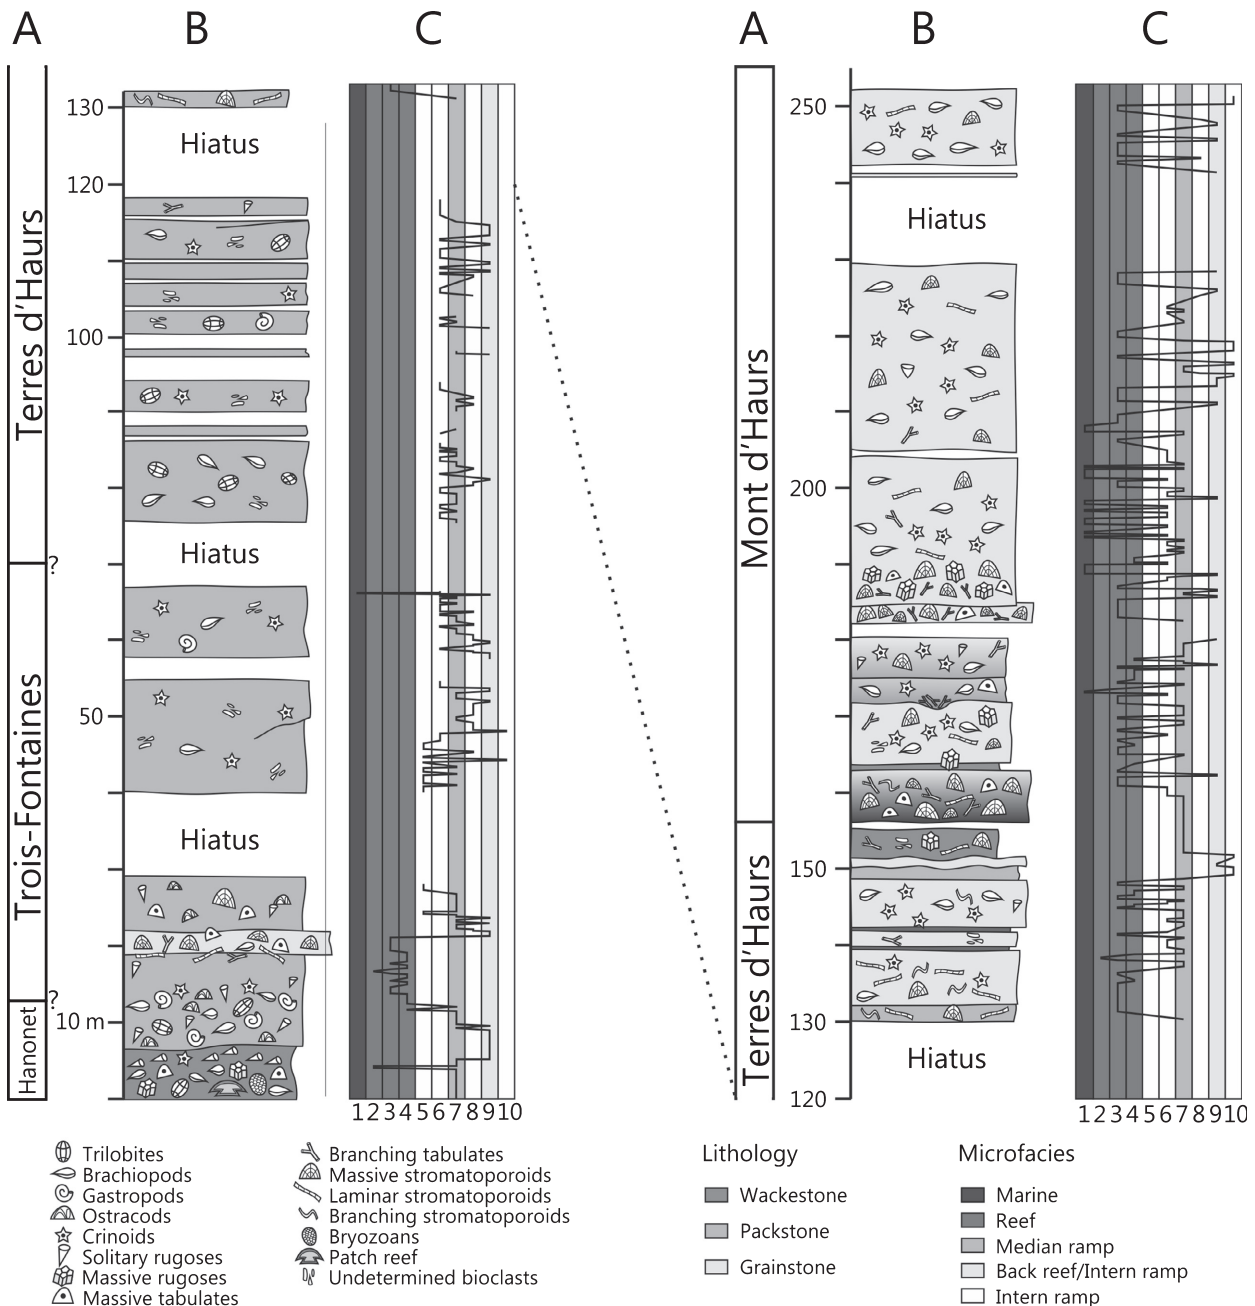 A B C A B C
130
Hiatus
120
100
Hiatus
50
Hiatus
10 m
Terres d'Haurs
?
Trois-Fontaines
?
Hanonet
1 2 3 4 5 6 7 8 9 10
250
Hiatus
200
150
130
Hiatus
120
Mont d'Haurs
Terres d'Haurs
1 2 3 4 5 6 7 8 9 10
Trilobites
Brachiopods
Gastropods
Ostracods
Crinoids
Solitary rugoses
Massive rugoses
Massive tabulates
Branching tabulates
Massive stromatoporoids
Laminar stromatoporoids
Branching stromatoporoids
Bryozoans
Patch reef
Undetermined bioclasts
Lithology
Wackestone
Packstone
Grainstone
Microfacies
Marine
Reef
Median ramp
Back reef/Intern ramp
Intern ramp